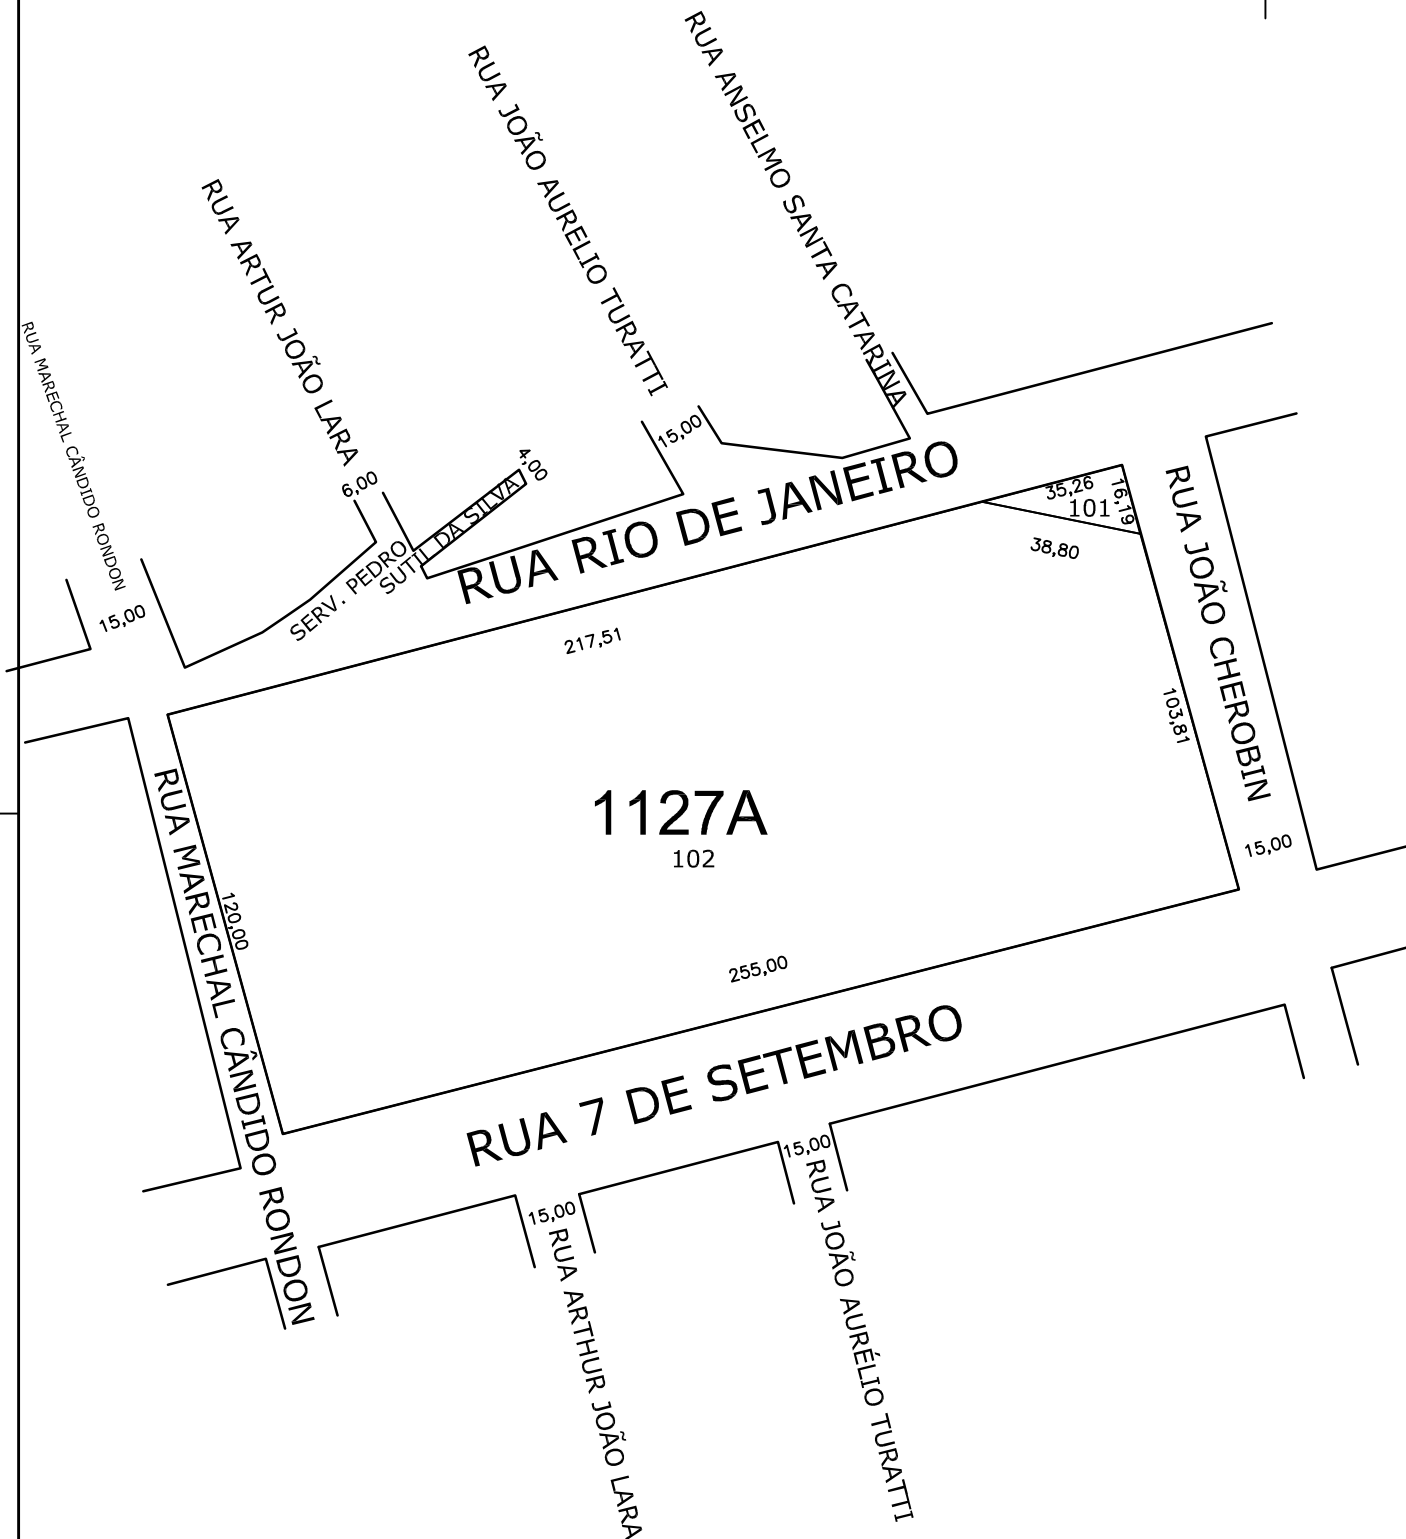 RUA ANSELMO SANTA CATARINA
RUA JOÃO AURELIO TURATTI
RUA ARTUR JOÃO LARA
RUA MARECHAL CÂNDIDO RONDON
15,00
6,00
4,00
15,00
SERV. PEDRO
SUTIL DA SILVA
RUA RIO DE JANEIRO
35,26
16,19
101
38,80
217,51
RUA JOÃO CHEROBIN
103,81
15,00
1127A
102
RUA MARECHAL CÂNDIDO RONDON
120,00
255,00
RUA 7 DE SETEMBRO
15,00
RUA JOÃO AURÉLIO TURATTI
15,00
RUA ARTHUR JOÃO LARA